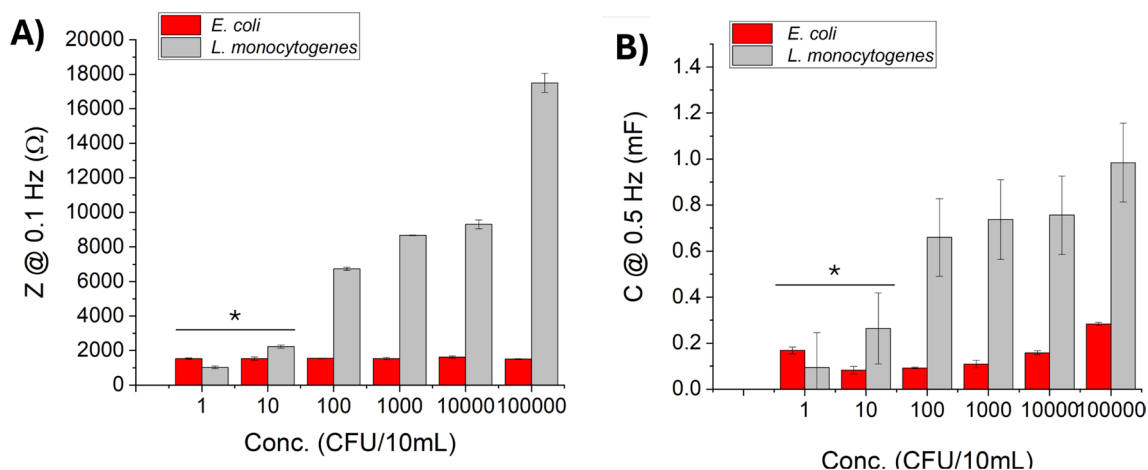 A)
E. coli
L. monocytogenes
20000
18000
16000
14000
12000
10000
8000
6000
4000
2000
0
Z @ 0.1 Hz (Ω)
*
1 10 100 1000 10000 100000
Conc. (CFU/10mL)
B)
E. coli
L. monocytogenes
1.4
1.2
1.0
0.8
0.6
0.4
0.2
0.0
C @ 0.5 Hz (mF)
*
1 10 100 1000 10000 100000
Conc. (CFU/10mL)